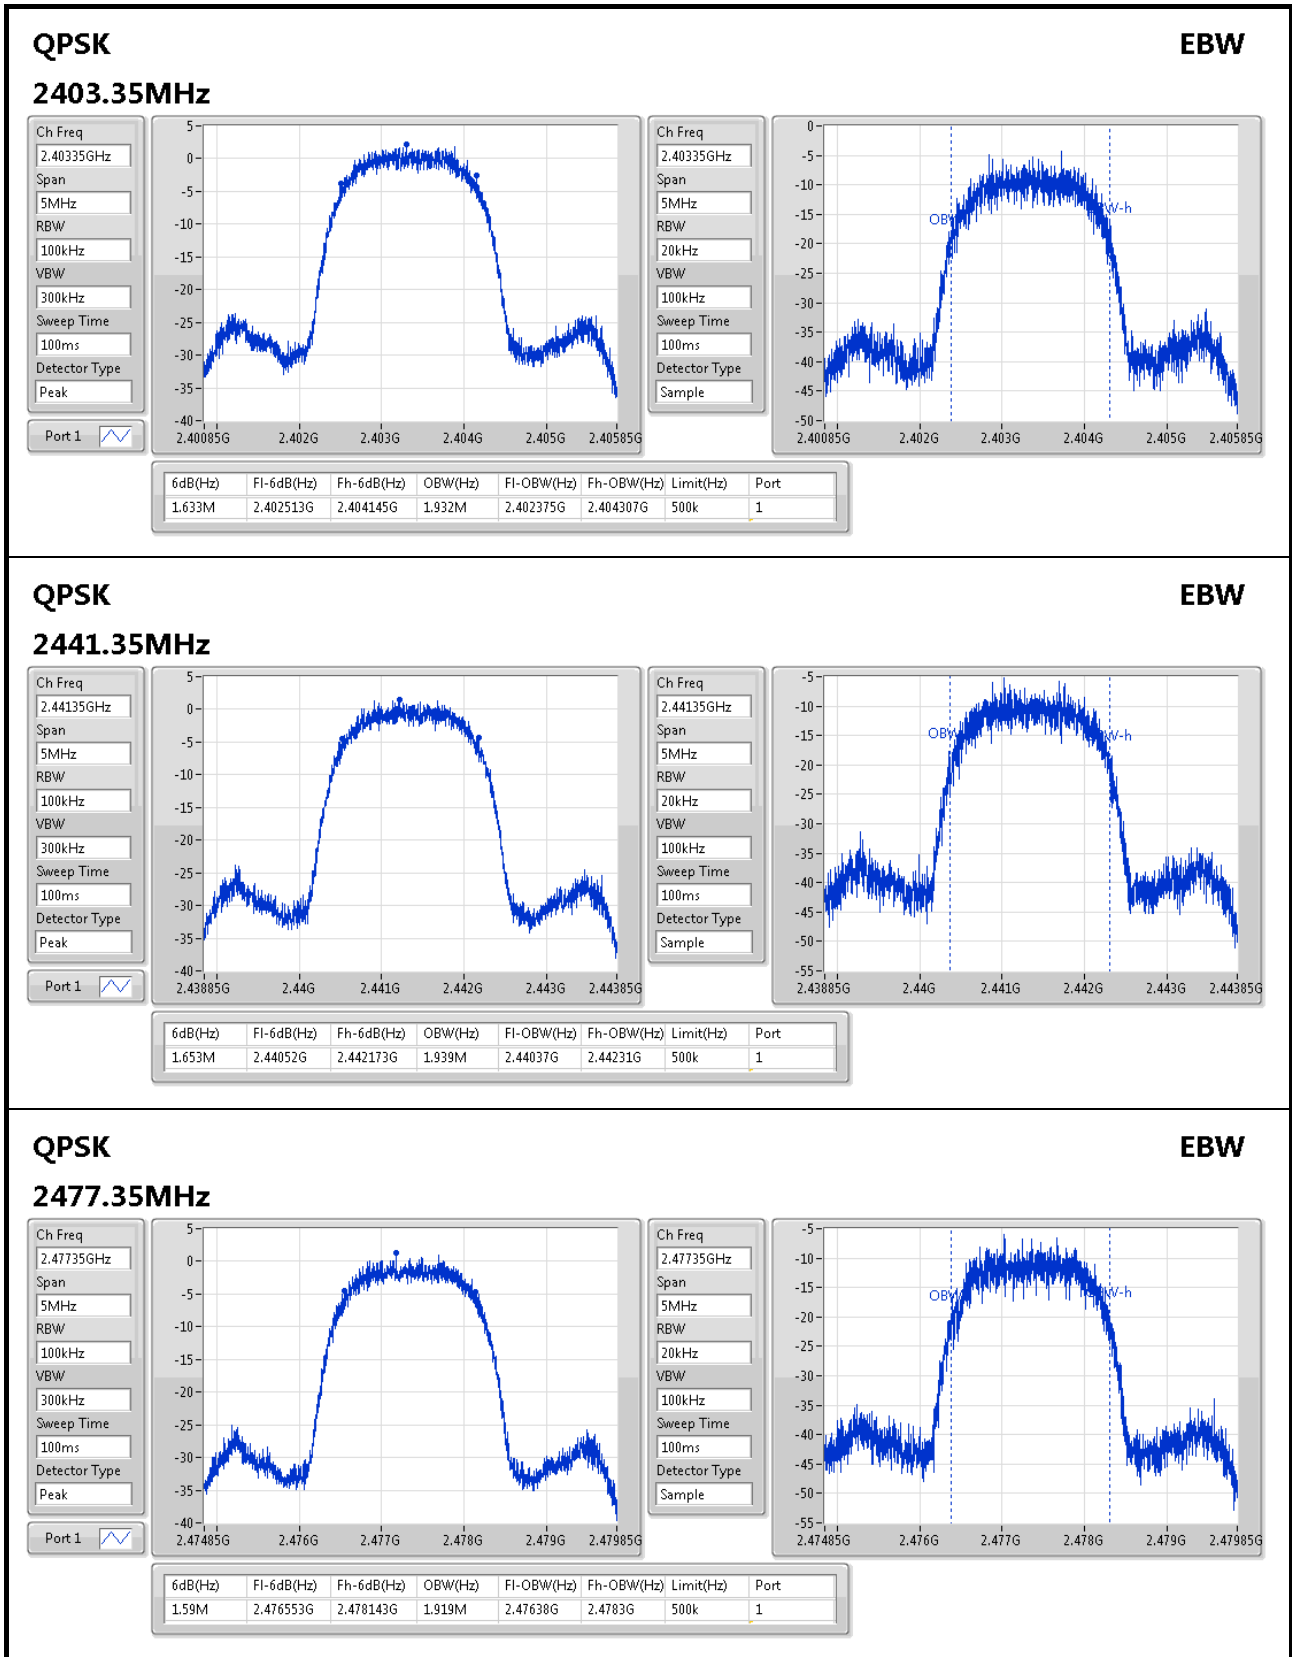 QPSK EBW
2403.35MHz
Ch Freq
2.40335GHz
Span
5MHz
RBW
100kHz
VBW
300kHz
Sweep Time
100ms
Detector Type
Peak
Port 1
5
0
-5
-10
-15
-20
-25
-30
-35
-40
2.40085G 2.402G 2.403G 2.404G 2.405G 2.40585G
Ch Freq
2.40335GHz
Span
5MHz
RBW
20kHz
VBW
100kHz
Sweep Time
100ms
Detector Type
Sample
0
-5
-10
-15
-20
-25
-30
-35
-40
-45
-50
2.40085G 2.402G 2.403G 2.404G 2.405G 2.40585G
6dB(Hz) Fl-6dB(Hz) Fh-6dB(Hz) OBW(Hz) Fl-OBW(Hz) Fh-OBW(Hz) Limit(Hz) Port
1.633M 2.402513G 2.404145G 1.932M 2.402375G 2.404307G 500k 1
QPSK EBW
2441.35MHz
Ch Freq
2.44135GHz
Span
5MHz
RBW
100kHz
VBW
300kHz
Sweep Time
100ms
Detector Type
Peak
Port 1
5
0
-5
-10
-15
-20
-25
-30
-35
-40
2.43885G 2.44G 2.441G 2.442G 2.443G 2.44385G
Ch Freq
2.44135GHz
Span
5MHz
RBW
20kHz
VBW
100kHz
Sweep Time
100ms
Detector Type
Sample
-5
-10
-15
-20
-25
-30
-35
-40
-45
-50
-55
2.43885G 2.44G 2.441G 2.442G 2.443G 2.44385G
6dB(Hz) Fl-6dB(Hz) Fh-6dB(Hz) OBW(Hz) Fl-OBW(Hz) Fh-OBW(Hz) Limit(Hz) Port
1.653M 2.44052G 2.442173G 1.939M 2.44037G 2.44231G 500k 1
QPSK EBW
2477.35MHz
Ch Freq
2.47735GHz
Span
5MHz
RBW
100kHz
VBW
300kHz
Sweep Time
100ms
Detector Type
Peak
Port 1
5
0
-5
-10
-15
-20
-25
-30
-35
-40
2.47485G 2.476G 2.477G 2.478G 2.479G 2.47985G
Ch Freq
2.47735GHz
Span
5MHz
RBW
20kHz
VBW
100kHz
Sweep Time
100ms
Detector Type
Sample
-5
-10
-15
-20
-25
-30
-35
-40
-45
-50
-55
2.47485G 2.476G 2.477G 2.478G 2.479G 2.47985G
6dB(Hz) Fl-6dB(Hz) Fh-6dB(Hz) OBW(Hz) Fl-OBW(Hz) Fh-OBW(Hz) Limit(Hz) Port
1.59M 2.476553G 2.478143G 1.919M 2.47638G 2.4783G 500k 1